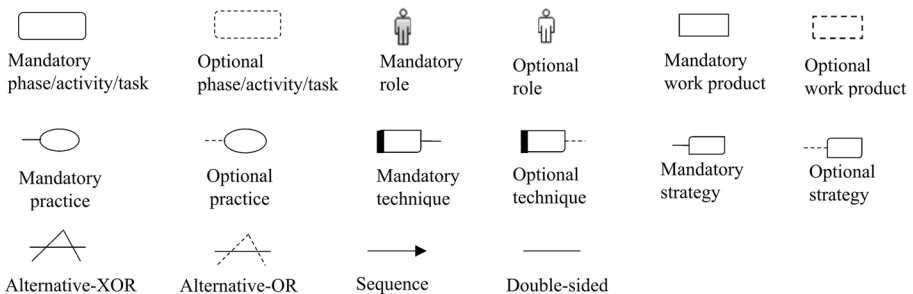 Mandatory
phase/activity/task
Optional
phase/activity/task
Mandatory
role
Optional
role
Mandatory
work product
Optional
work product
Mandatory
practice
Optional
practice
Mandatory
technique
Optional
technique
Mandatory
strategy
Optional
strategy
Alternative-XOR
Alternative-OR
Sequence
Double-sided